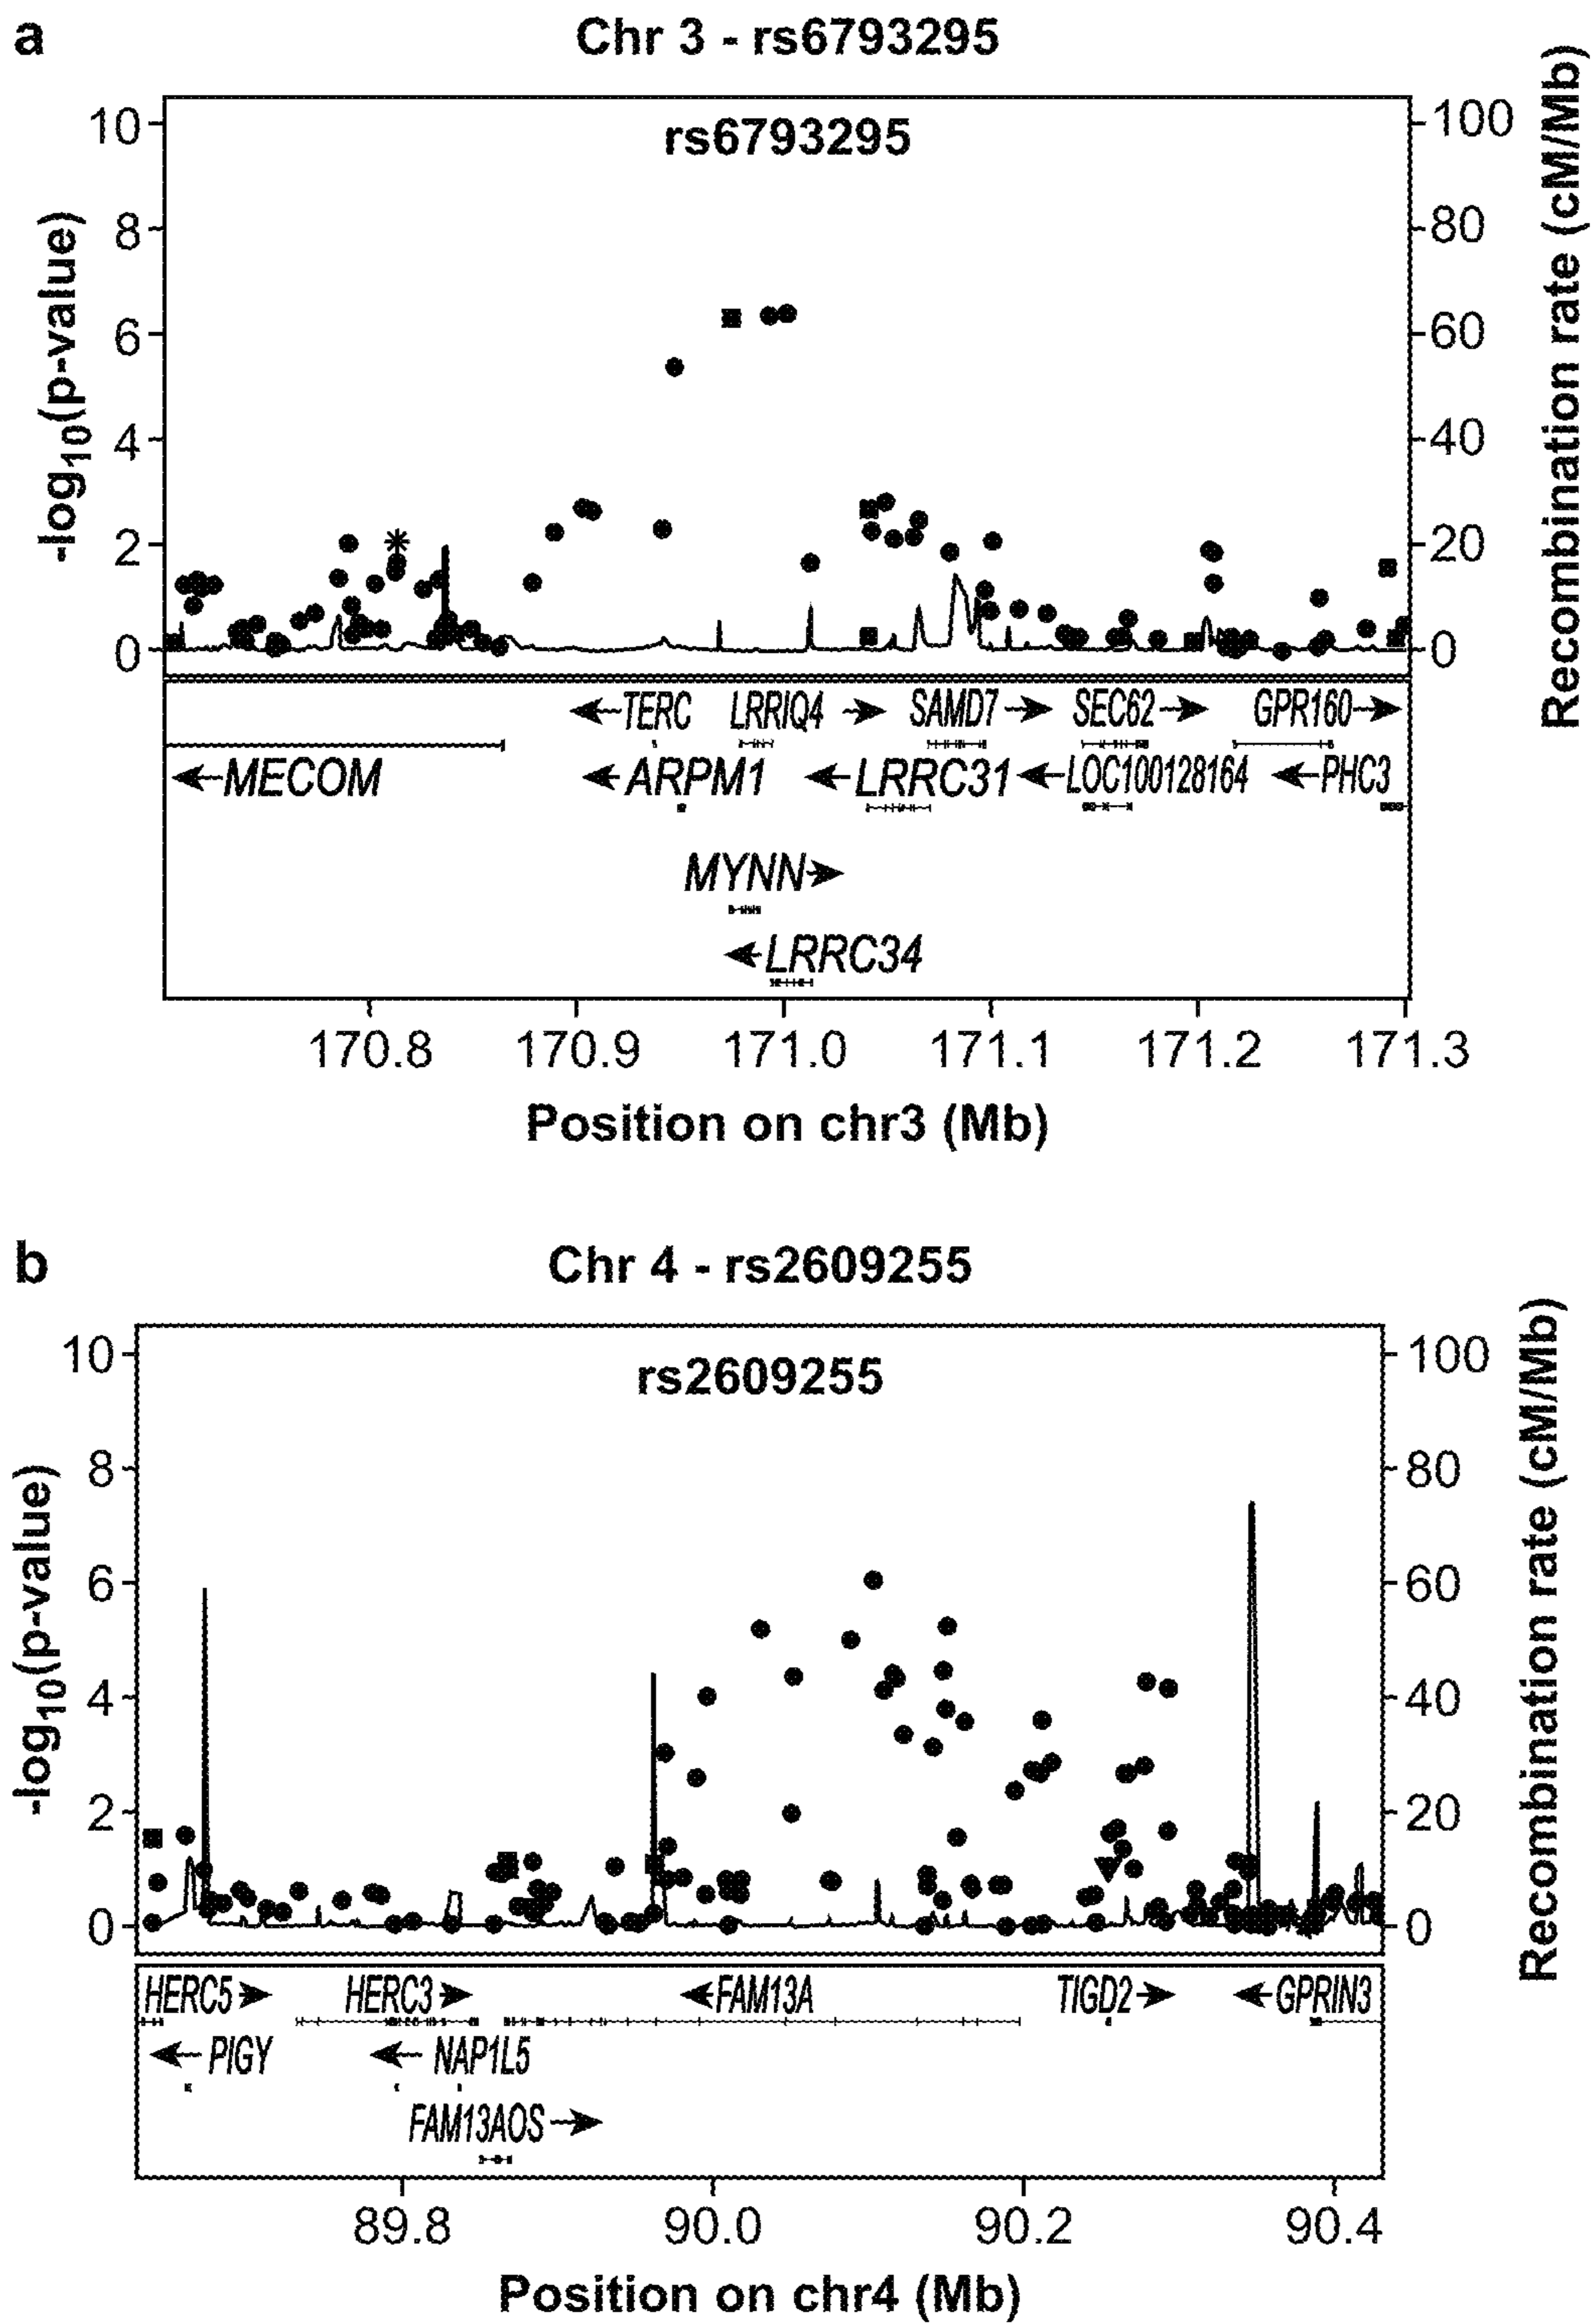 a
Chr 3 - rs6793295
rs6793295
-log10(p-value)
Recombination rate (cM/Mb)
10
8
6
4
2
0
100
80
60
40
20
0
TERC LRRIQ4 SAMD7 SEC62 GPR160
MECOM ARPM1 LRRC31 LOC100128164 PHC3
MYNN
LRRC34
170.8 170.9 171.0 171.1 171.2 171.3
Position on chr3 (Mb)
b
Chr 4 - rs2609255
rs2609255
-log10(p-value)
Recombination rate (cM/Mb)
10
8
6
4
2
0
100
80
60
40
20
0
HERC5 HERC3 FAM13A TIGD2 GPRIN3
PIGY NAP1L5
FAM13AOS
89.8 90.0 90.2 90.4
Position on chr4 (Mb)